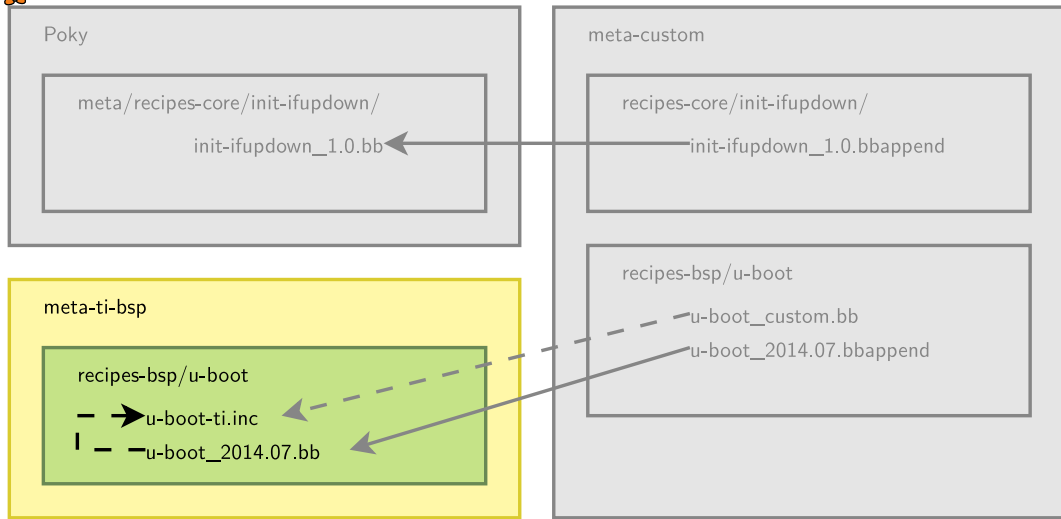 Poky
meta/recipes-core/init-ifupdown/
init-ifupdown_1.0.bb
meta-custom
recipes-core/init-ifupdown/
init-ifupdown_1.0.bbappend
recipes-bsp/u-boot
u-boot_custom.bb
u-boot_2014.07.bbappend
meta-ti-bsp
recipes-bsp/u-boot
u-boot-ti.inc
u-boot_2014.07.bb